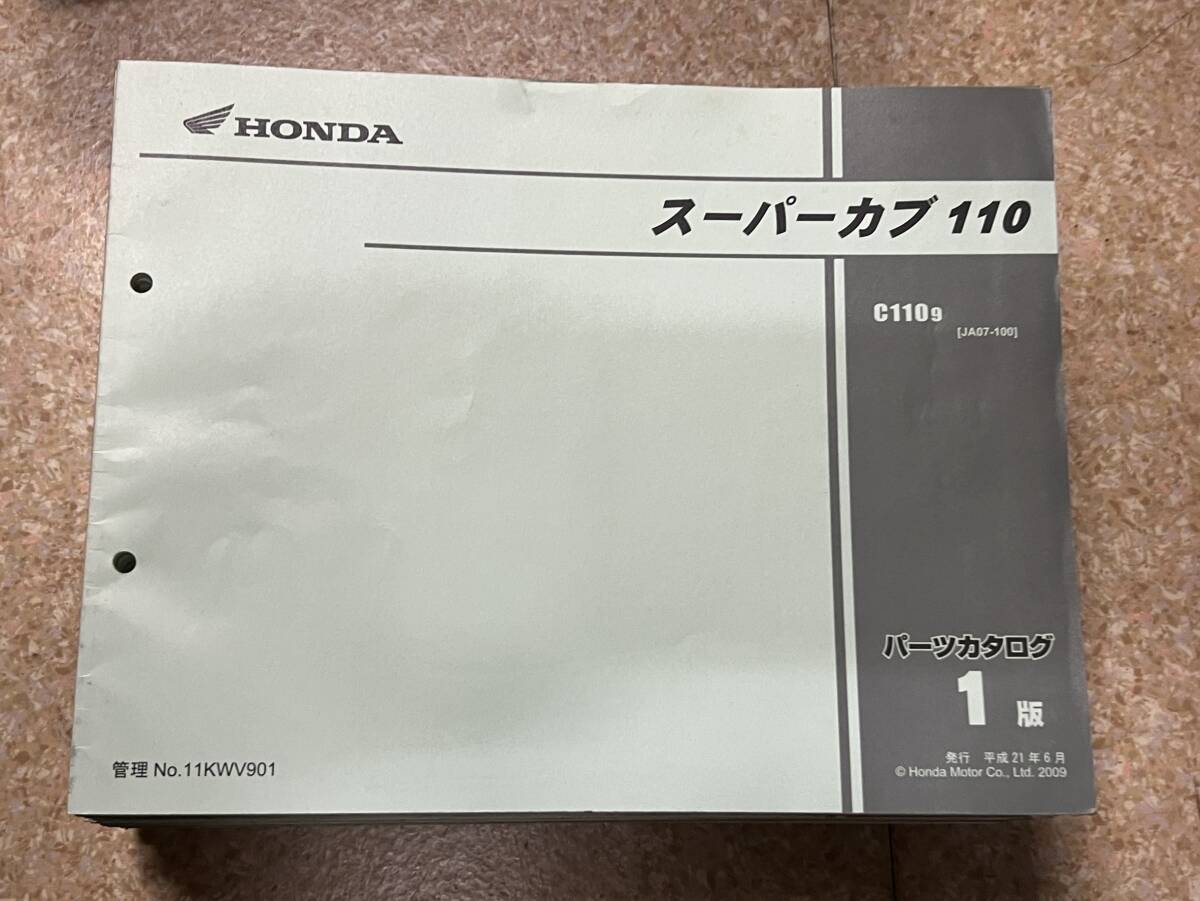 HONDA
スーパーカブ 110
C110 9
[JA07-100]
パーツカタログ
1 版
発行 平成 21 年 6 月
© Honda Motor Co., Ltd. 2009
管理 No.11KWV901